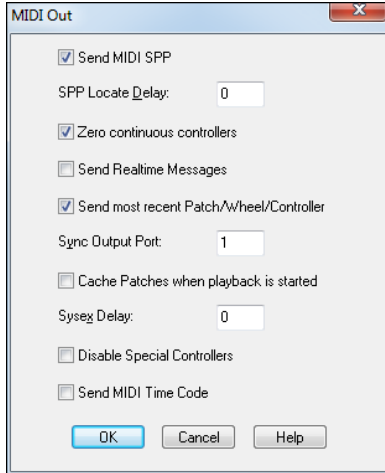 MIDI Out
Send MIDI SPP
SPP Locate Delay: 0
Zero continuous controllers
Send Realtime Messages
Send most recent Patch/Wheel/Controller
Sync Output Port: 1
Cache Patches when playback is started
Sysex Delay: 0
Disable Special Controllers
Send MIDI Time Code
OK Cancel Help